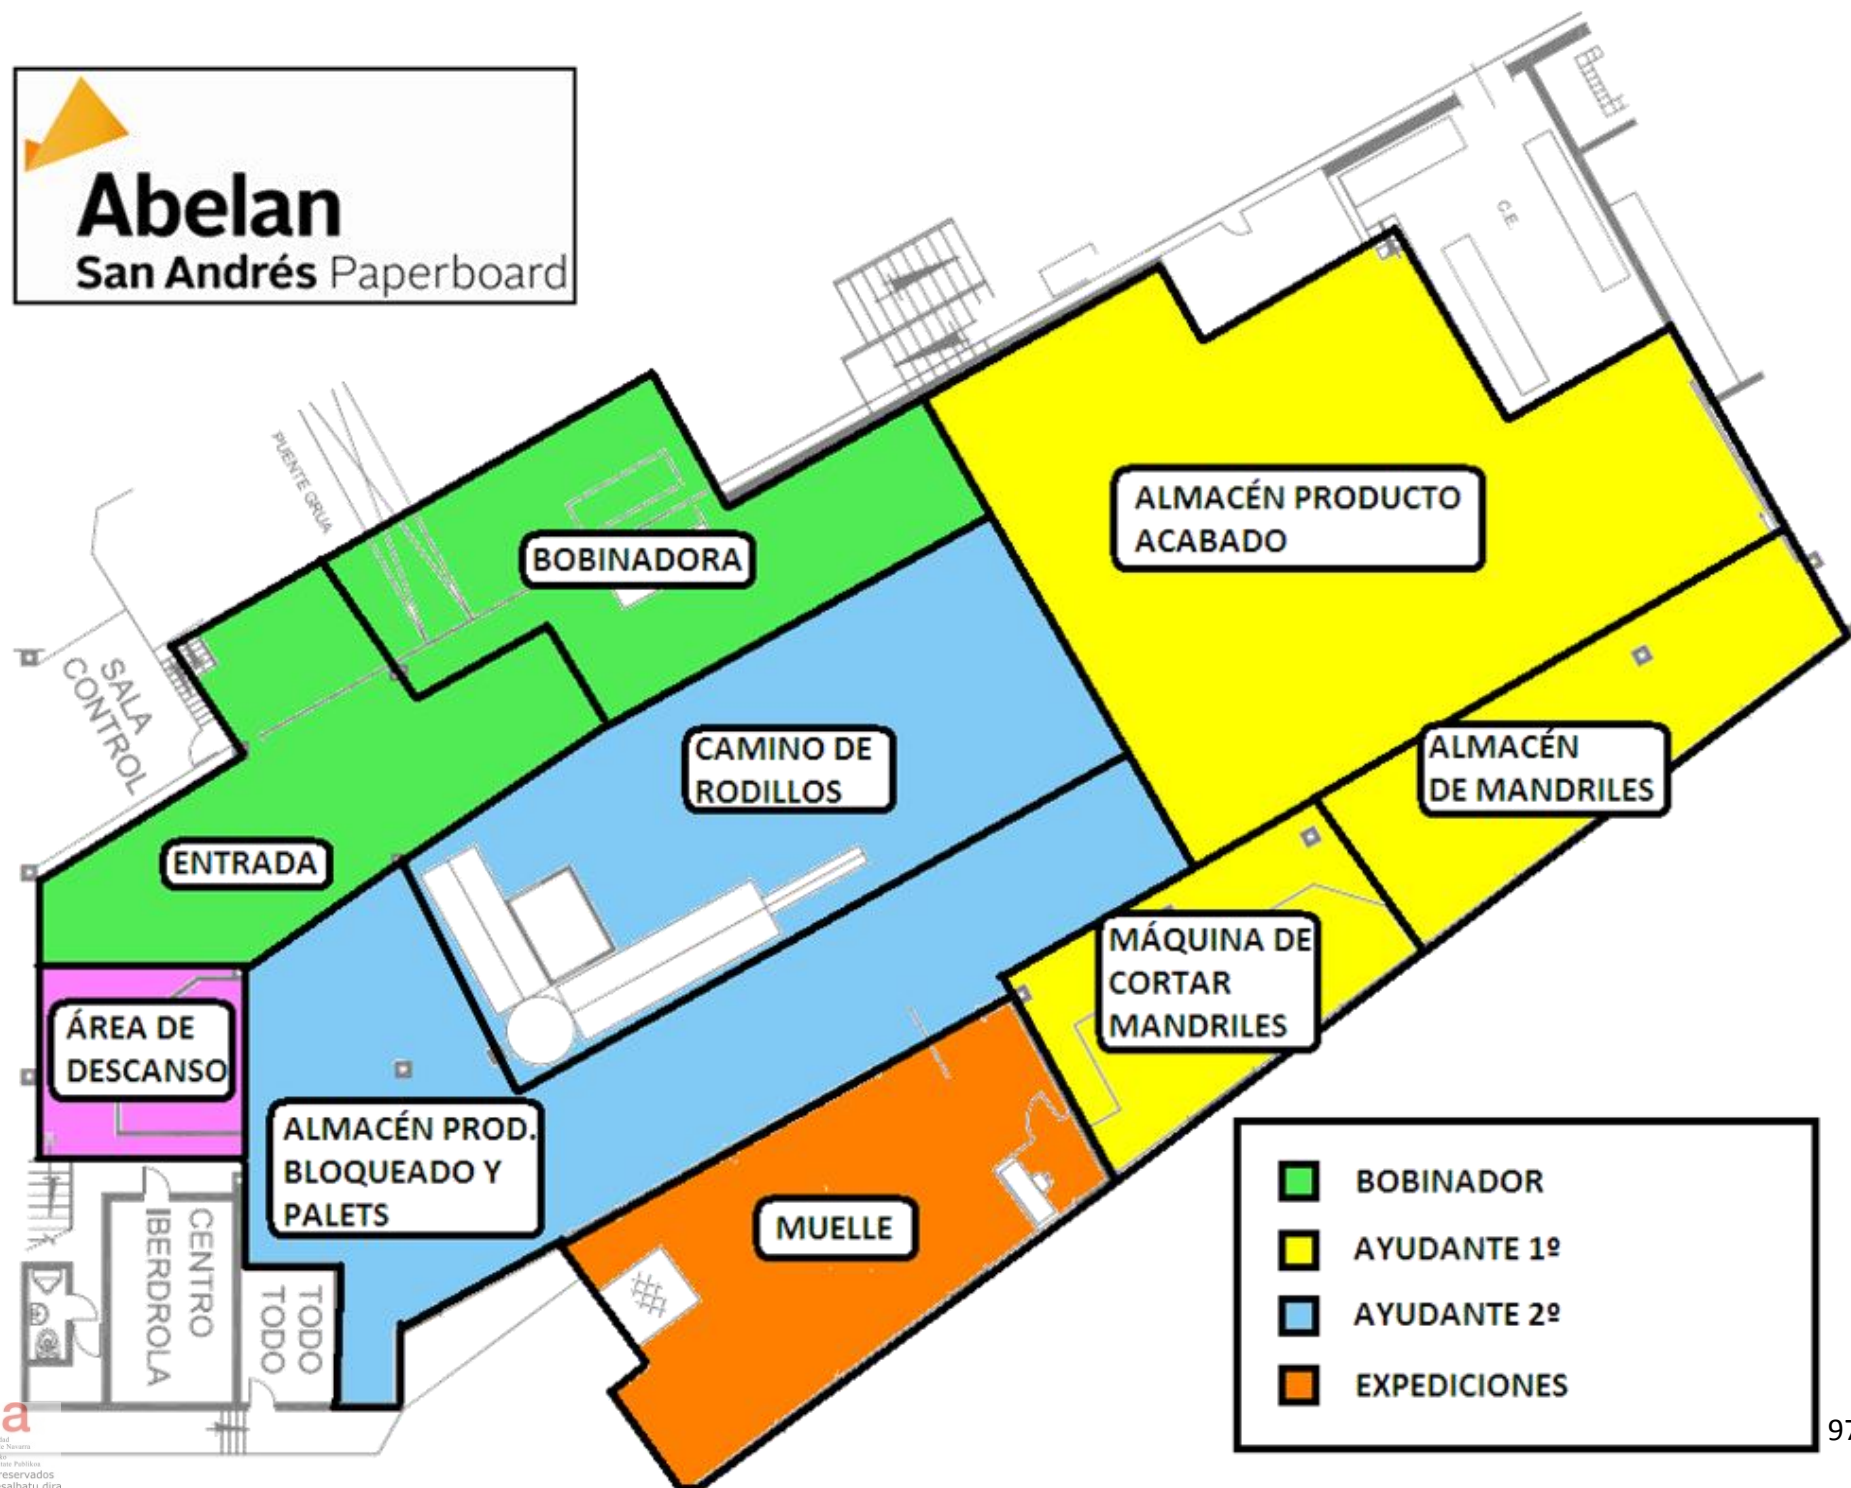 Abelan
San Andrés Paperboard
C.E.
PUENTE GRUA
ALMACÉN PRODUCTO
ACABADO
BOBINADORA
SALA
CONTROL
CAMINO DE
RODILLOS
ALMACÉN
DE MANDRILES
ENTRADA
MÁQUINA DE
CORTAR
MANDRILES
ÁREA DE
DESCANSO
ALMACÉN PROD.
BLOQUEADO Y
PALETS
MUELLE
CENTRO
IBERDROLA
TODO
TODO
BOBINADOR
AYUDANTE 1º
AYUDANTE 2º
EXPEDICIONES
97
a
reservados